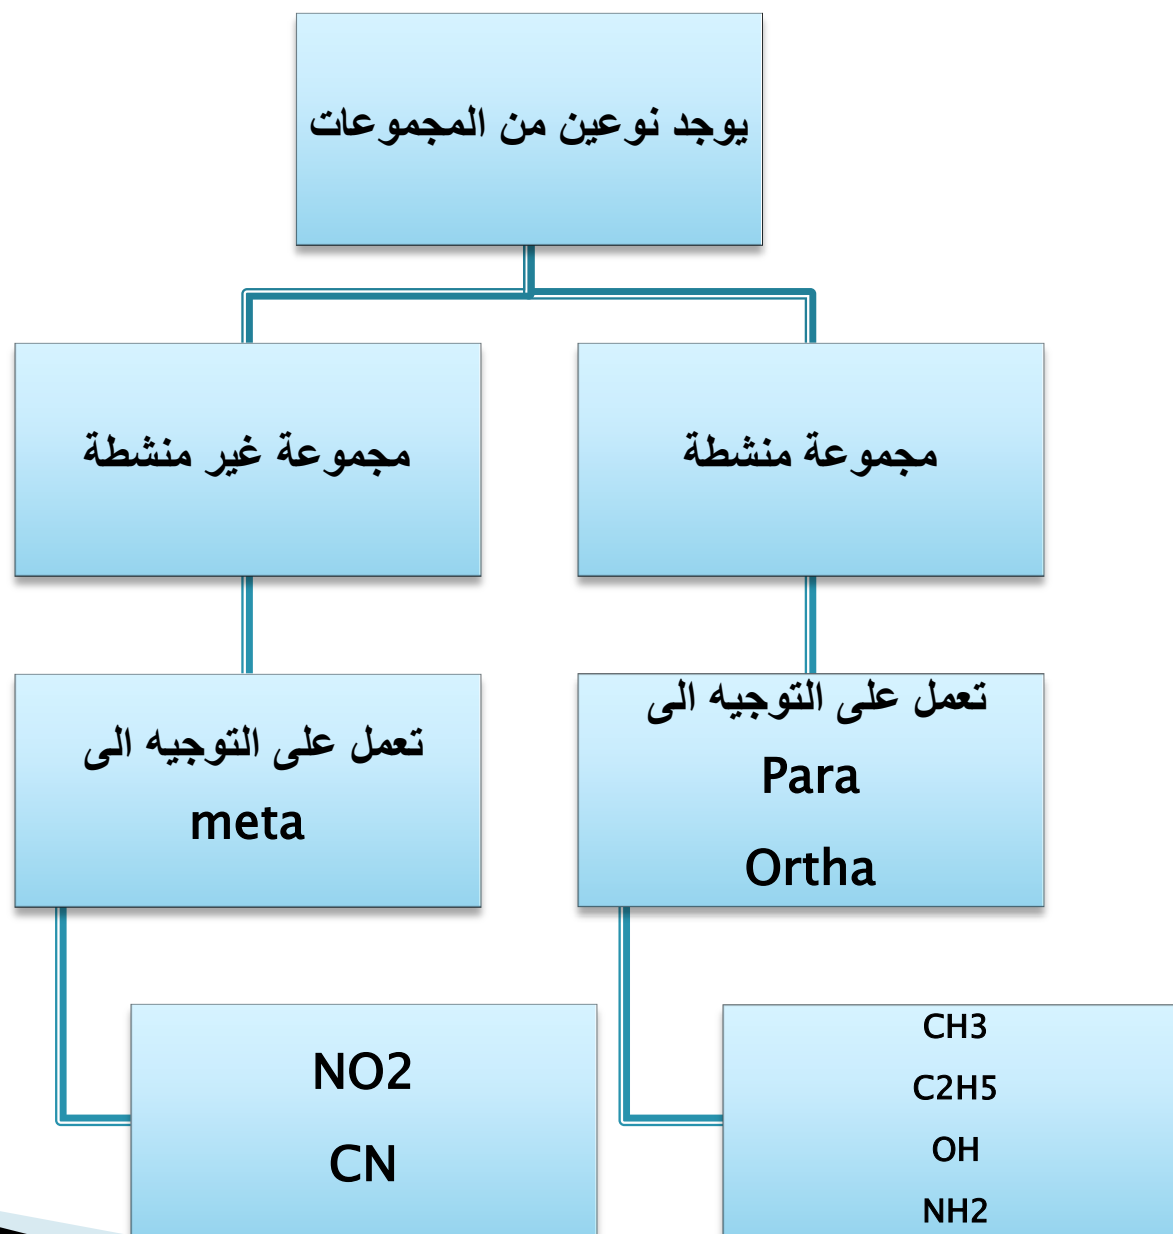 يوجد نوعين من المجموعات
مجموعة منشطة
مجموعة غير منشطة
تعمل على التوجيه الى
Para
Ortha
تعمل على التوجيه الى
meta
CH3
C2H5
OH
NH2
NO2
CN